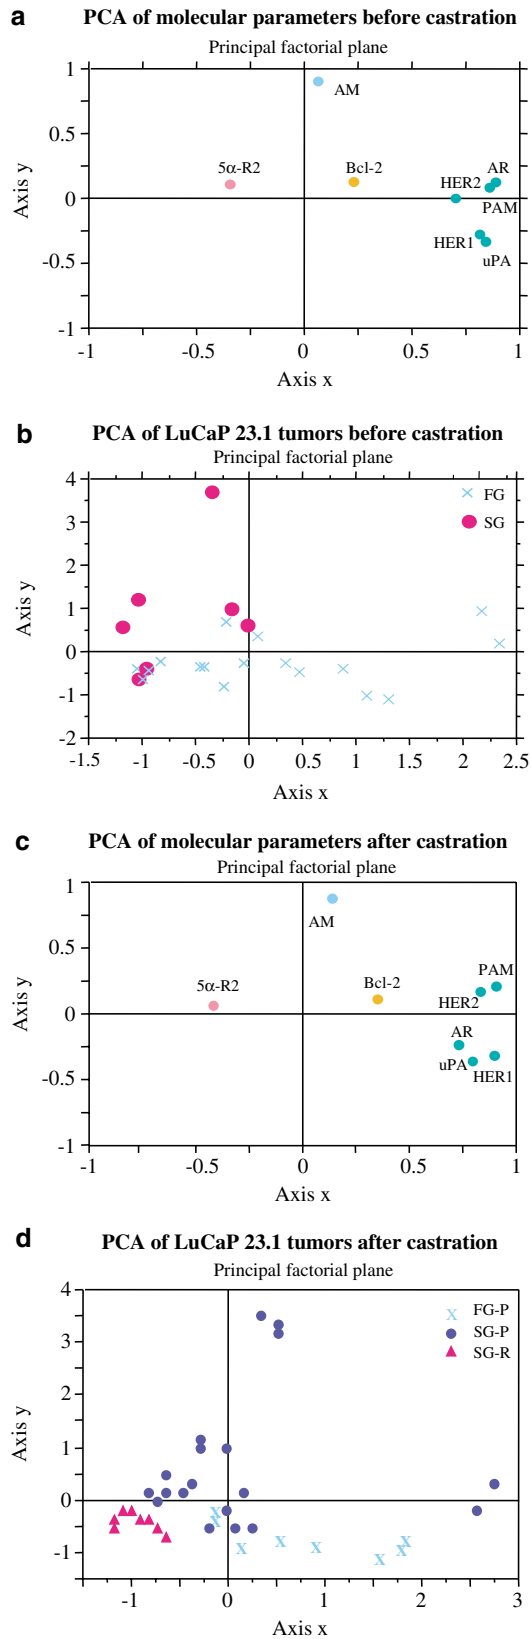 a PCA of molecular parameters before castration
Principal factorial plane
1
AM
0.5
5α-R2
Bcl-2
AR
HER2
0
PAM
HER1
uPA
-0.5
-1
-1 -0.5 0 0.5 1
Axis x
Axis y
b PCA of LuCaP 23.1 tumors before castration
Principal factorial plane
4
FG
SG
3
2
1
0
-1
-2
-1.5 -1 -0.5 0 0.5 1 1.5 2 2.5
Axis x
Axis y
c PCA of molecular parameters after castration
Principal factorial plane
1
AM
0.5
5α-R2
Bcl-2
PAM
HER2
0
AR
uPA
HER1
-0.5
-1
-1 -0.5 0 0.5 1
Axis x
Axis y
d PCA of LuCaP 23.1 tumors after castration
Principal factorial plane
4
FG-P
SG-P
SG-R
3
2
1
0
-1
-1 0 1 2 3
Axis x
Axis y